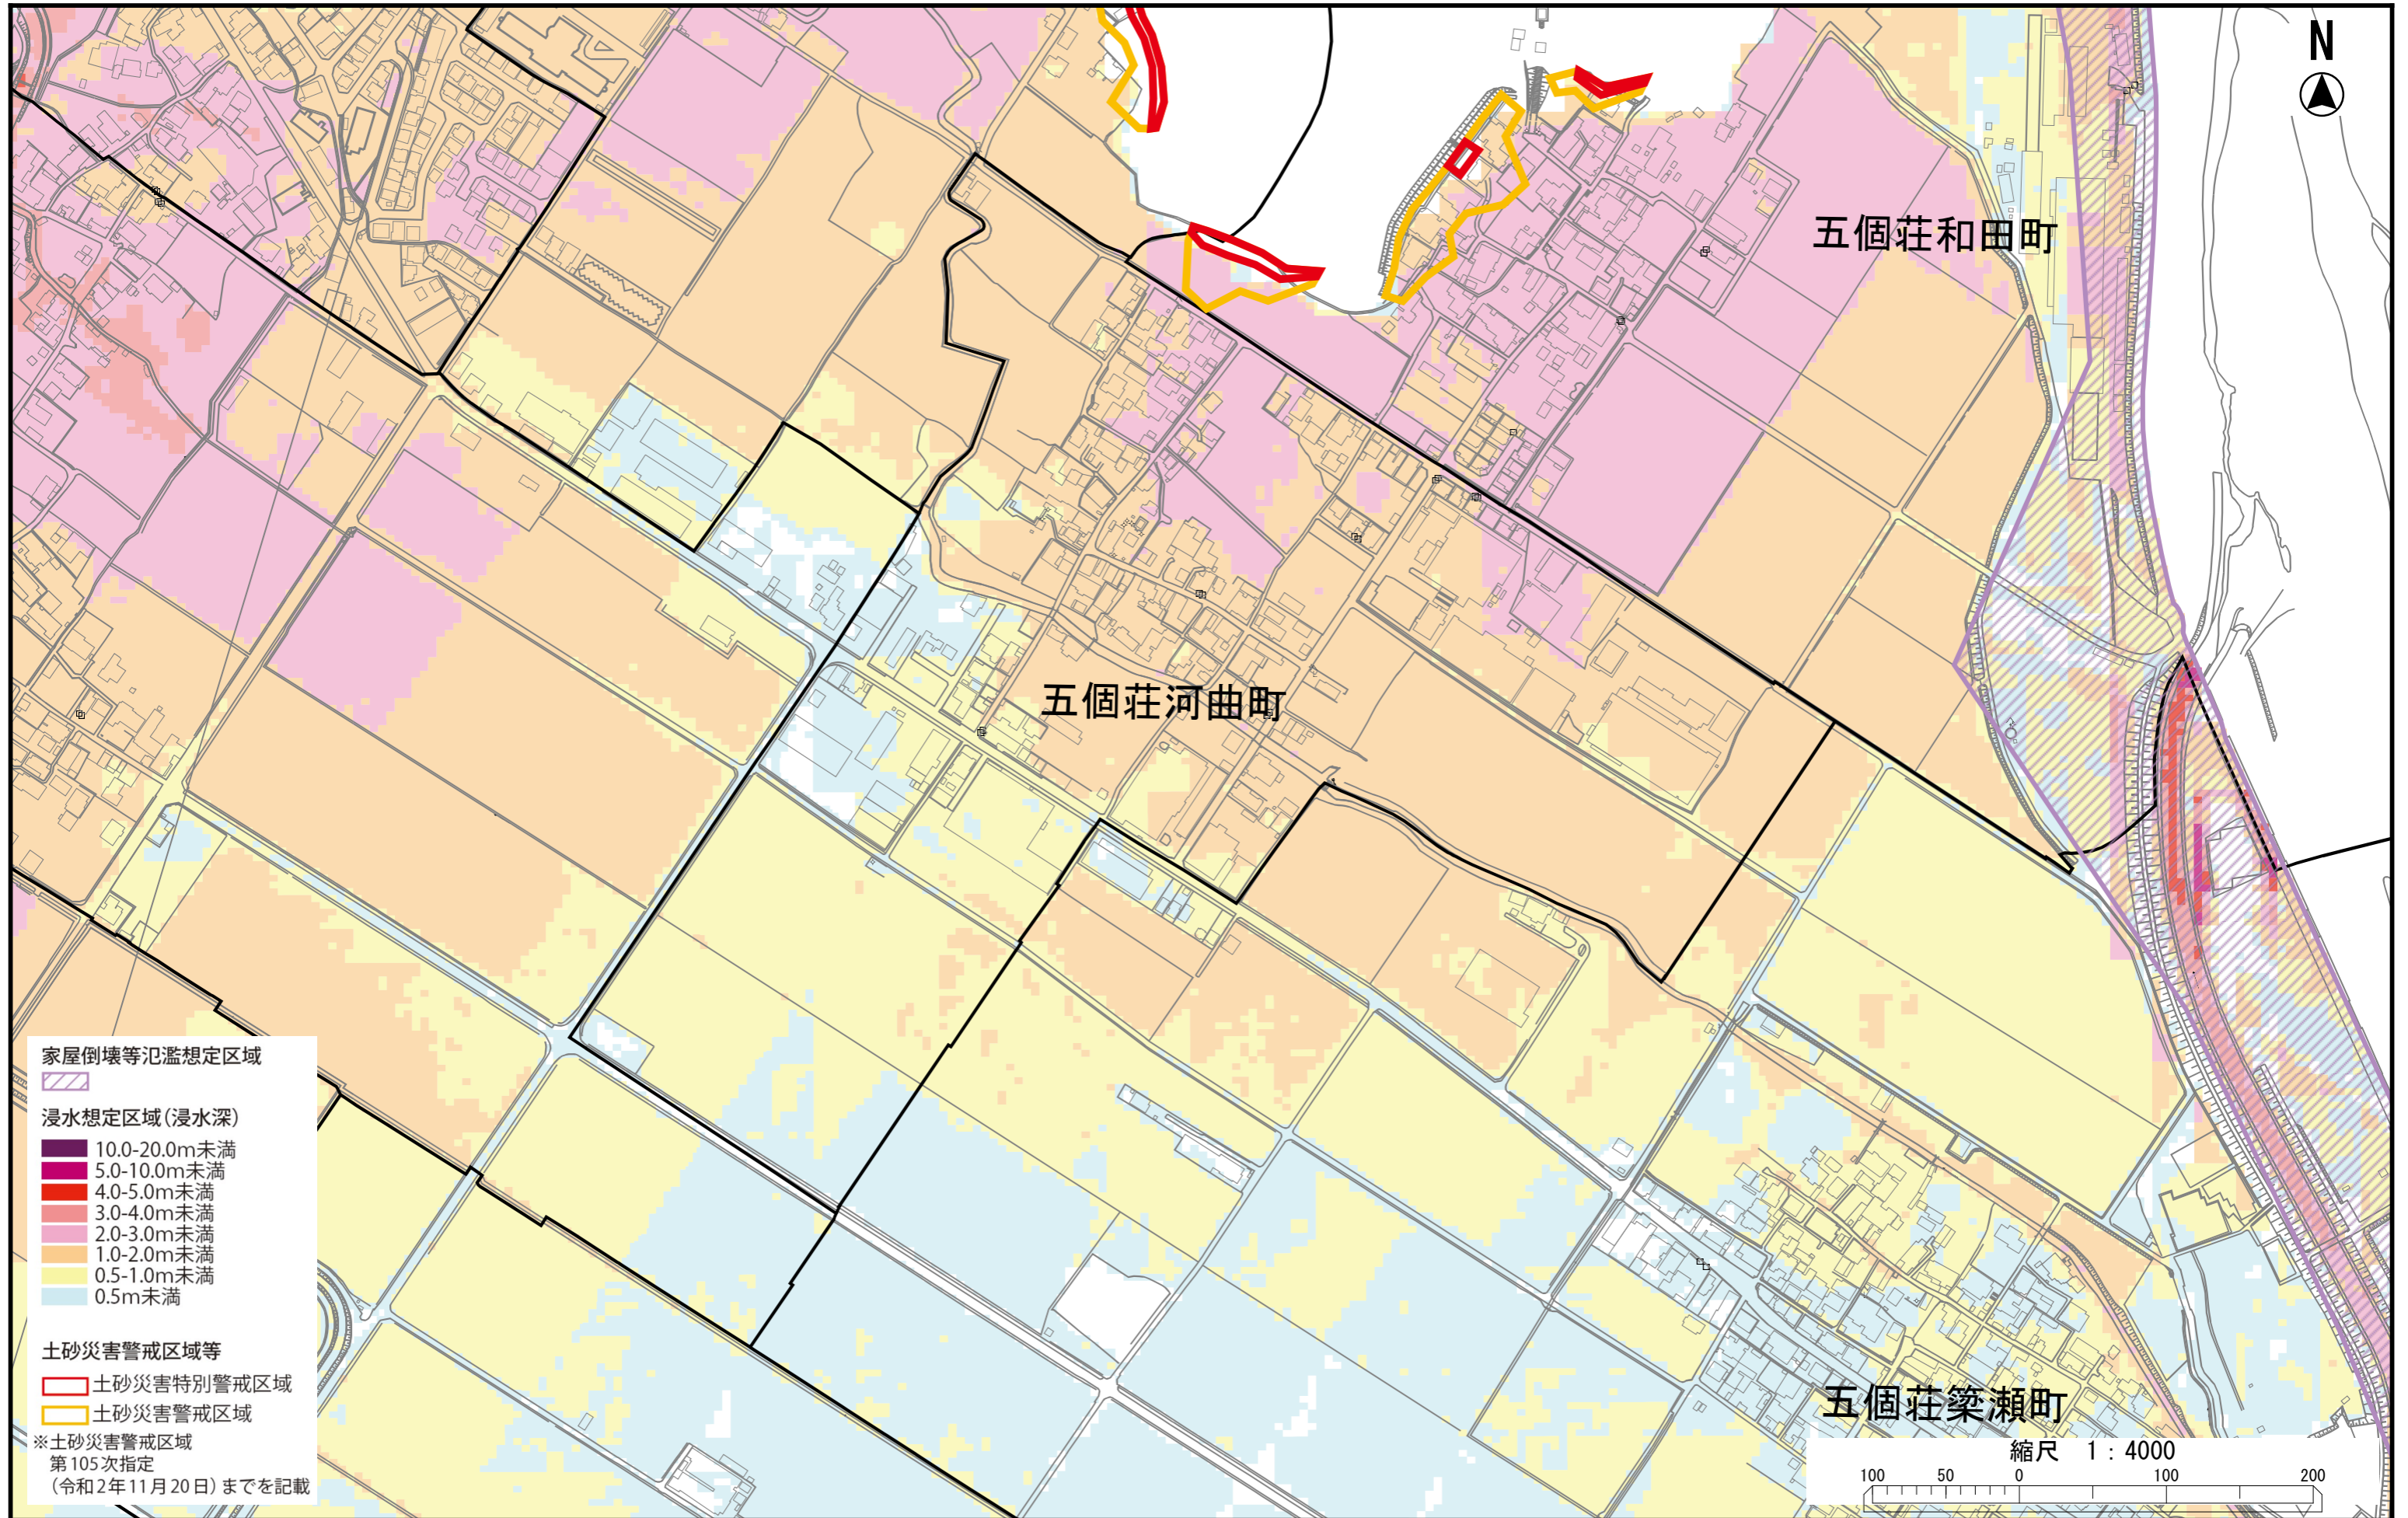 N
五個荘和田町
五個荘河曲町
五個荘簗瀬町
家屋倒壊等氾濫想定区域
浸水想定区域(浸水深)
10.0-20.0m未満
5.0-10.0m未満
4.0-5.0m未満
3.0-4.0m未満
2.0-3.0m未満
1.0-2.0m未満
0.5-1.0m未満
0.5m未満
土砂災害警戒区域等
土砂災害特別警戒区域
土砂災害警戒区域
※土砂災害警戒区域
第105次指定
(令和2年11月20日)までを記載
縮尺 1:4000
100 50 0 100 200